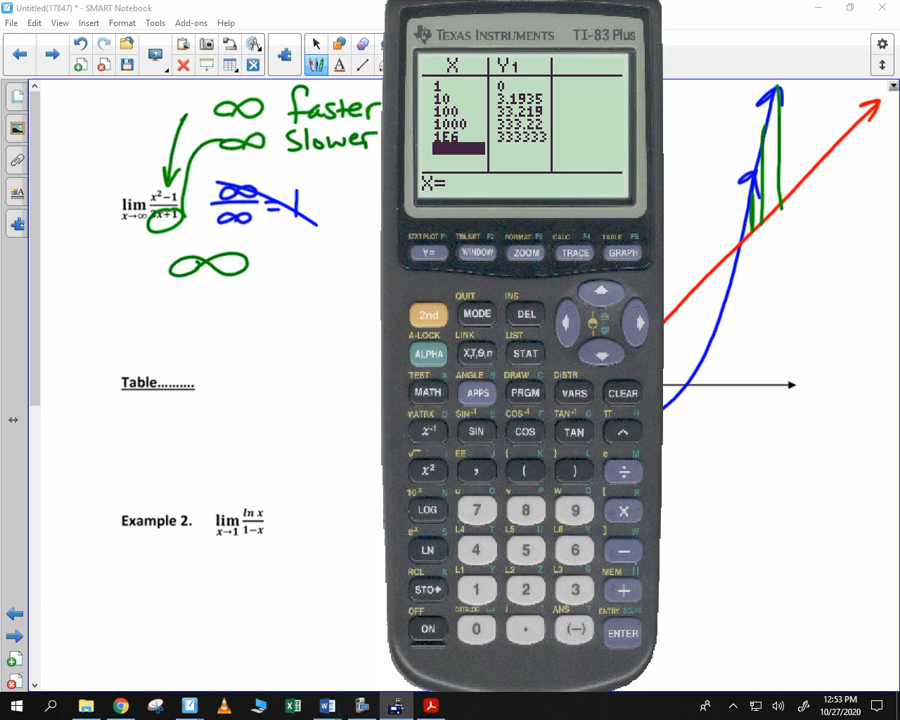 Untitled(17847) * - SMART Notebook
File Edit View Insert Format Tools Add-ons Help
∞ faster
∞ slower
lim x→∞ x²−1 / 3x+1
∞/∞ = 1
∞
Table..........
Example 2. lim x→1 ln x / 1−x
TEXAS INSTRUMENTS TI-83 Plus
X Y1
1 0
10 3.1935
100 33.219
1000 333.22
1E6 333333
X=
STAT PLOT F1 TBLSET F2 FORMAT F3 CALC F4 TABLE F5
Y= WINDOW ZOOM TRACE GRAPH
QUIT INS
2nd MODE DEL
A-LOCK LINK LIST
ALPHA X,T,Θ,n STAT
TEST A ANGLE B DRAW C DISTR
MATH APPS PRGM VARS CLEAR
MATRX D SIN⁻¹ E COS⁻¹ F TAN⁻¹ G π H
x⁻¹ SIN COS TAN ^
√ I EE J { K } L e M
x² , ( ) ÷
10ˣ N u O v P w Q [ R
LOG 7 8 9 ×
eˣ S L4 T L5 U L6 V ] W
LN 4 5 6 −
RCL X L1 Y L2 Z L3 Θ MEM "
STO► 1 2 3 +
OFF CATALOG i : ANS ? ENTRY SOLVE
ON 0 . (−) ENTER
12:53 PM
10/27/2020